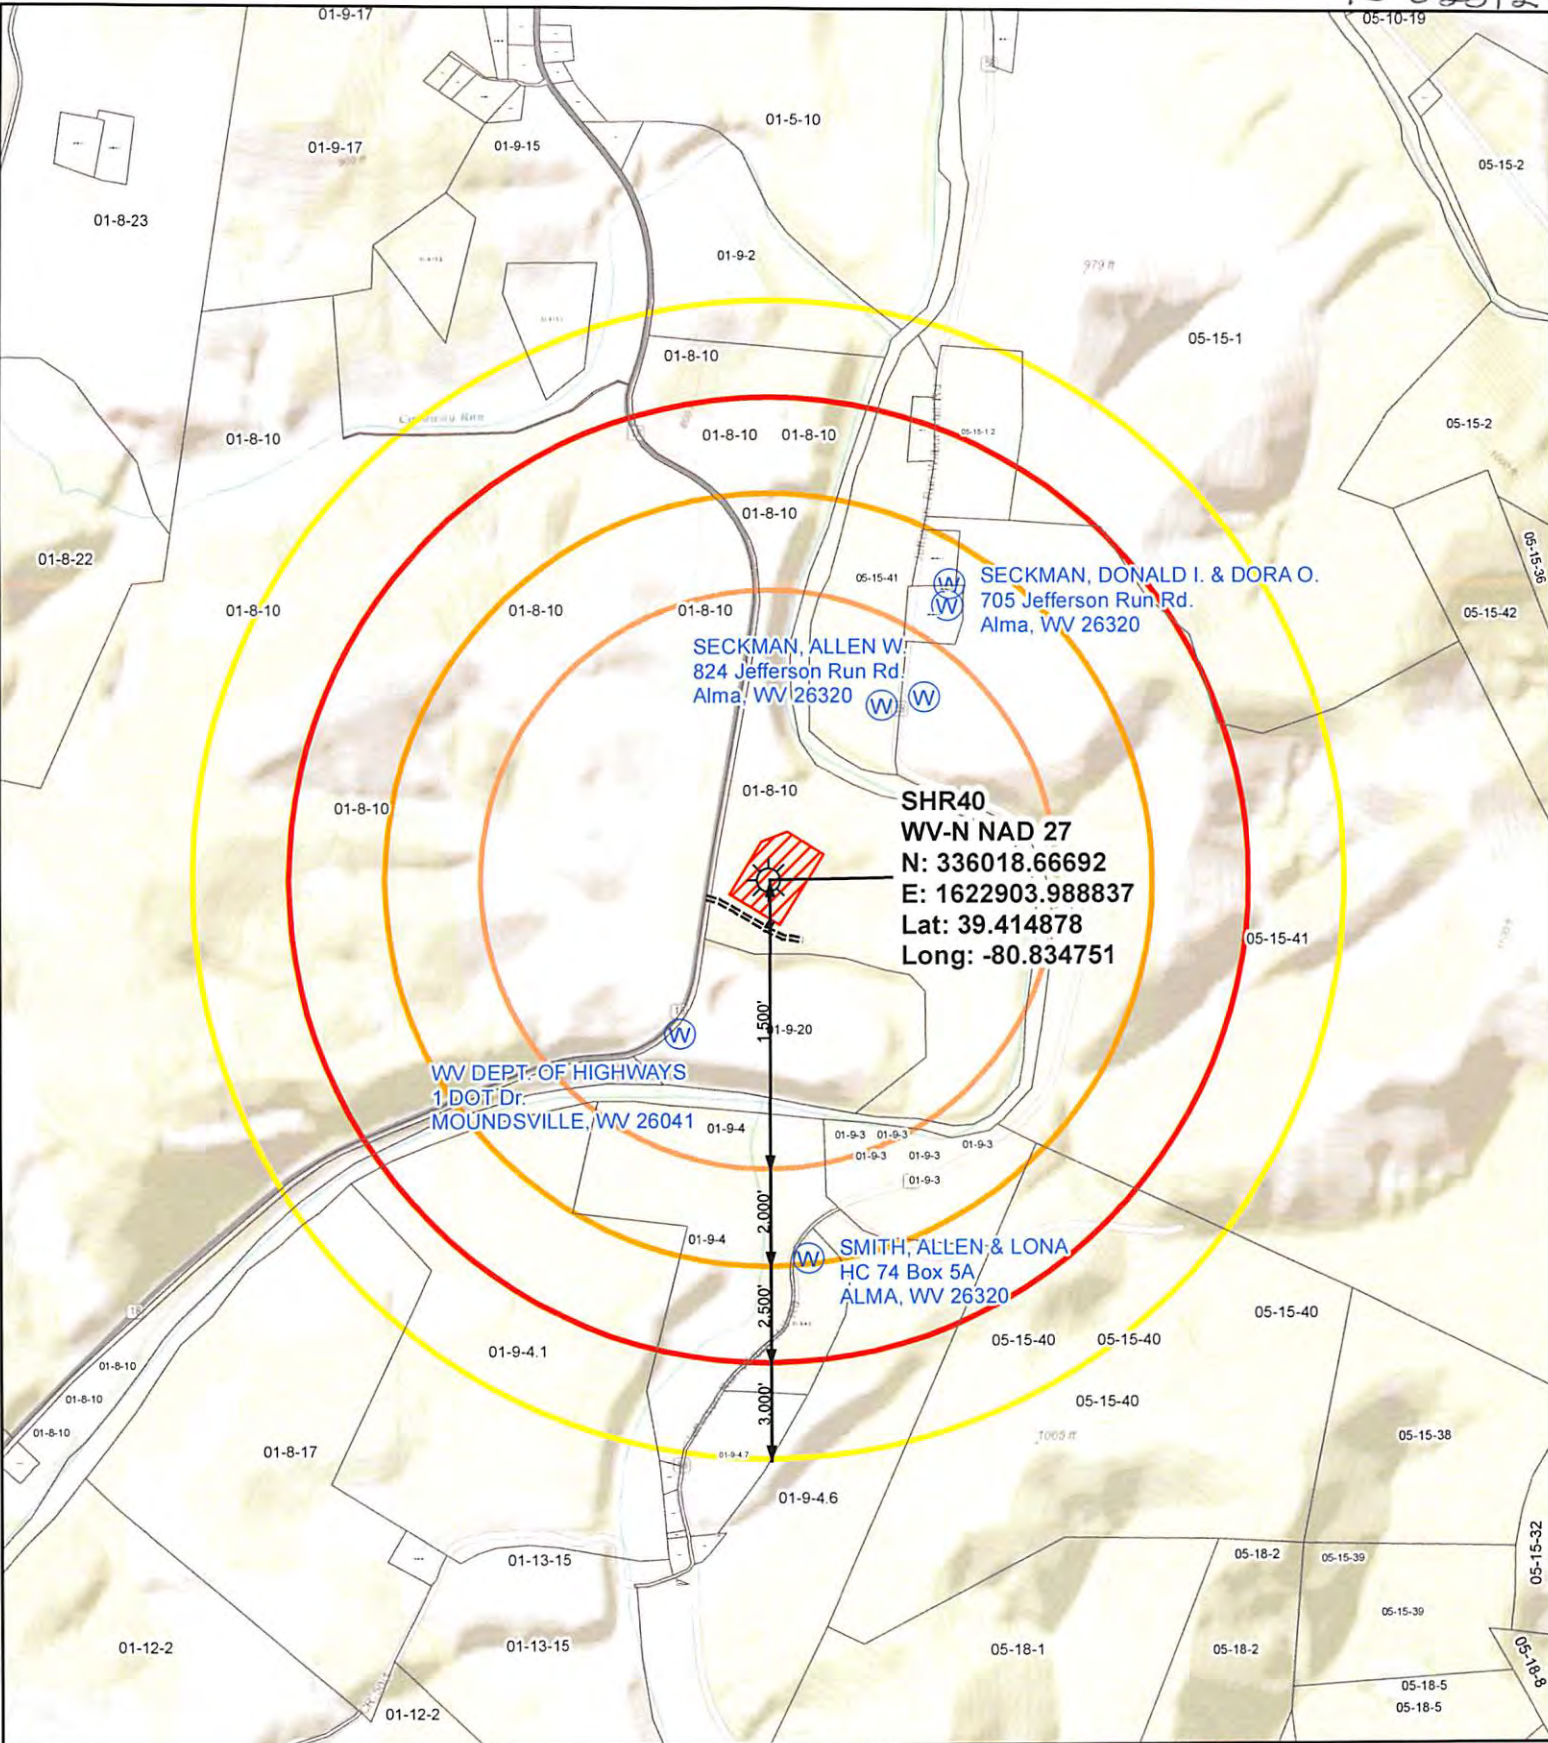 01-9-17
05-10-19
01-5-10
01-9-17
01-9-15
05-15-2
01-8-23
01-9-2
979 ft
05-15-1
01-8-10
05-15-2
01-8-10
01-8-10
01-8-10
05-15-1.2
01-8-10
01-8-22
05-15-36
05-15-41
SECKMAN, DONALD I. & DORA O.
705 Jefferson Run Rd.
Alma, WV 26320
W
W
01-8-10
01-8-10
01-8-10
05-15-42
SECKMAN, ALLEN W.
824 Jefferson Run Rd.
Alma, WV 26320
W
W
01-8-10
01-8-10
SHR40
WV-N NAD 27
N: 336018.66692
E: 1622903.988837
Lat: 39.414878
Long: -80.834751
05-15-41
1,500'
01-9-20
W
WV DEPT. OF HIGHWAYS
1 DOT Dr.
MOUNDSVILLE, WV 26041
01-9-4
01-9-3
01-9-3
01-9-3
01-9-3
01-9-3
01-9-3
2,000'
01-9-4
W
SMITH, ALLEN & LONA
HC 74 Box 5A
ALMA, WV 26320
2,500'
18
05-15-40
05-15-40
05-15-40
01-9-4.1
01-8-10
01-8-10
01-8-10
05-15-40
3,000'
1065 ft
05-15-38
01-8-17
01-9-4.7
01-9-4.6
05-15-32
01-13-15
05-18-2
05-15-39
05-15-39
01-12-2
01-13-15
05-18-1
05-18-2
05-18-8
05-18-5
05-18-5
01-12-2